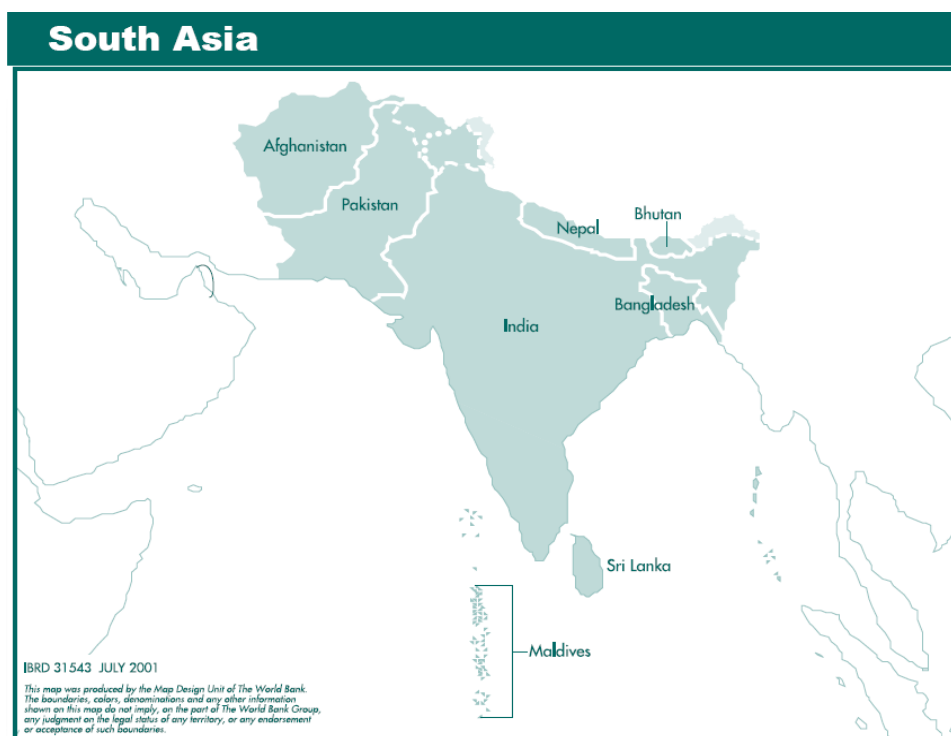 South Asia
Afghanistan
Pakistan
Nepal
Bhutan
Bangladesh
India
Sri Lanka
Maldives
IBRD 31543 JULY 2001
This map was produced by the Map Design Unit of The World Bank.
The boundaries, colors, denominations and any other information
shown on this map do not imply, on the part of The World Bank Group,
any judgment on the legal status of any territory, or any endorsement
or acceptance of such boundaries.